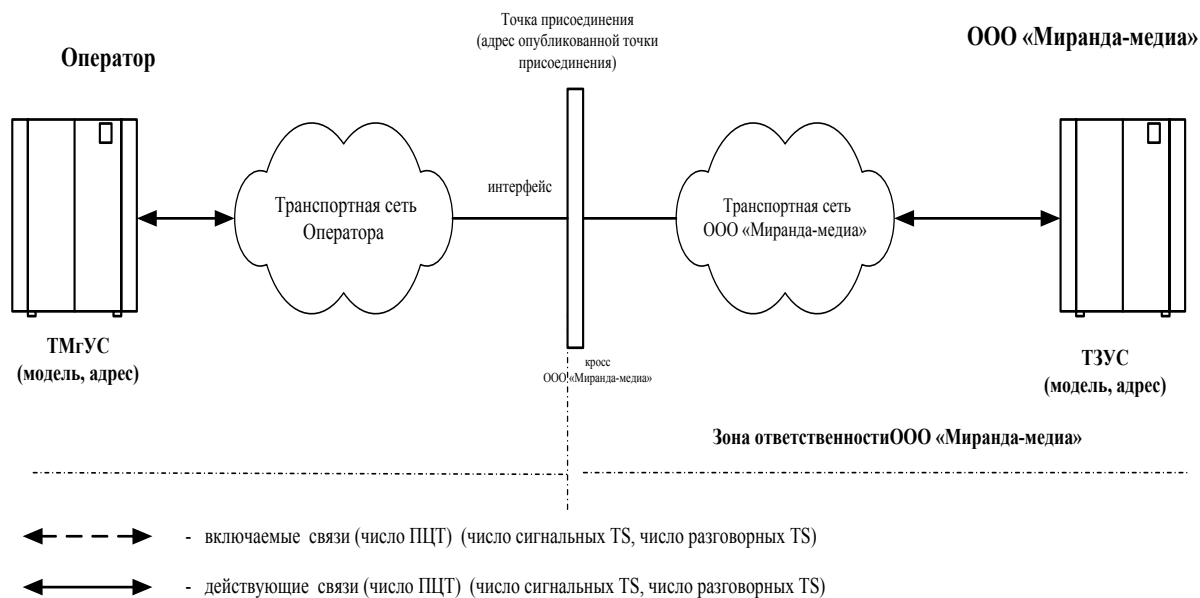 Точка присоединения
(адрес опубликованной точки
присоединения)
Оператор
ООО «Миранда-медиа»
интерфейс
Транспортная сеть
Оператора
Транспортная сеть
ООО «Миранда-медиа»
ТМгУС
(модель, адрес)
кросс
ООО «Миранда-медиа»
ТЗУС
(модель, адрес)
Зона ответственностиООО «Миранда-медиа»
- включаемые связи (число ПЦТ) (число сигнальных TS, число разговорных TS)
- действующие связи (число ПЦТ) (число сигнальных TS, число разговорных TS)